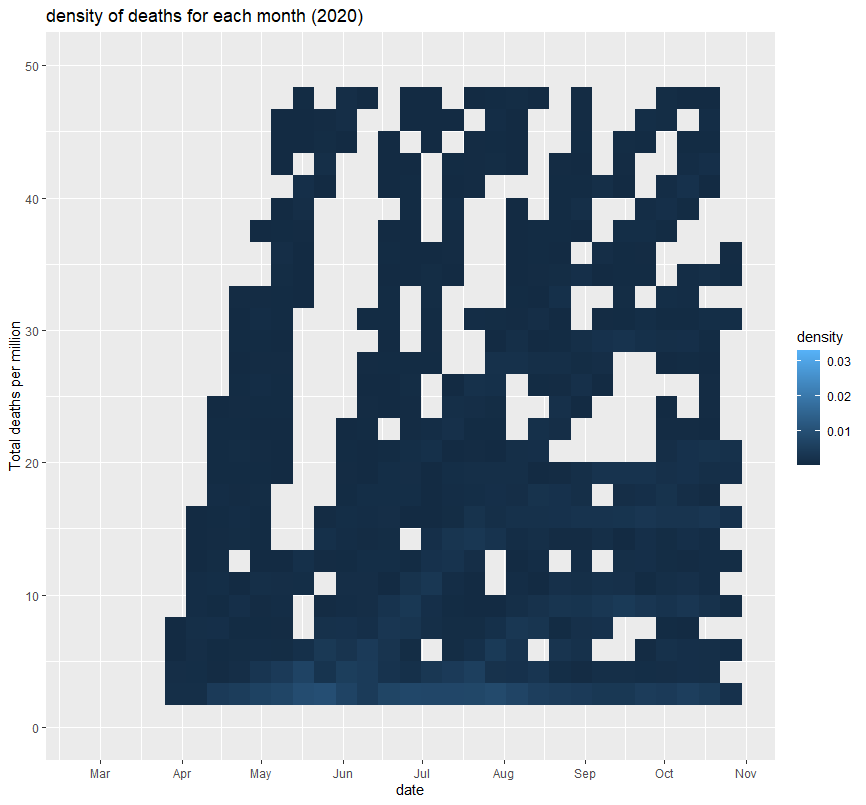 density of deaths for each month (2020)
50
40
30
20
10
0
Total deaths per million
Mar Apr May Jun Jul Aug Sep Oct Nov
date
density
0.03
0.02
0.01